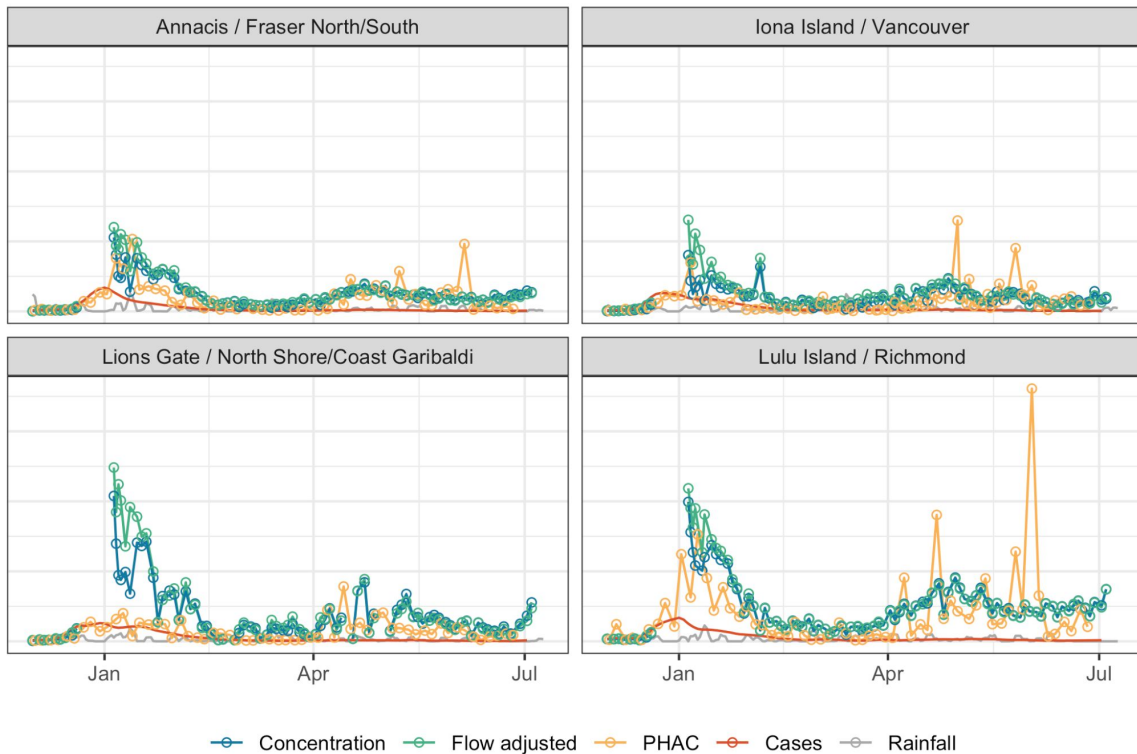 Annacis / Fraser North/South
Iona Island / Vancouver
Lions Gate / North Shore/Coast Garibaldi
Lulu Island / Richmond
Jan Apr Jul Jan Apr Jul
Concentration Flow adjusted PHAC Cases Rainfall